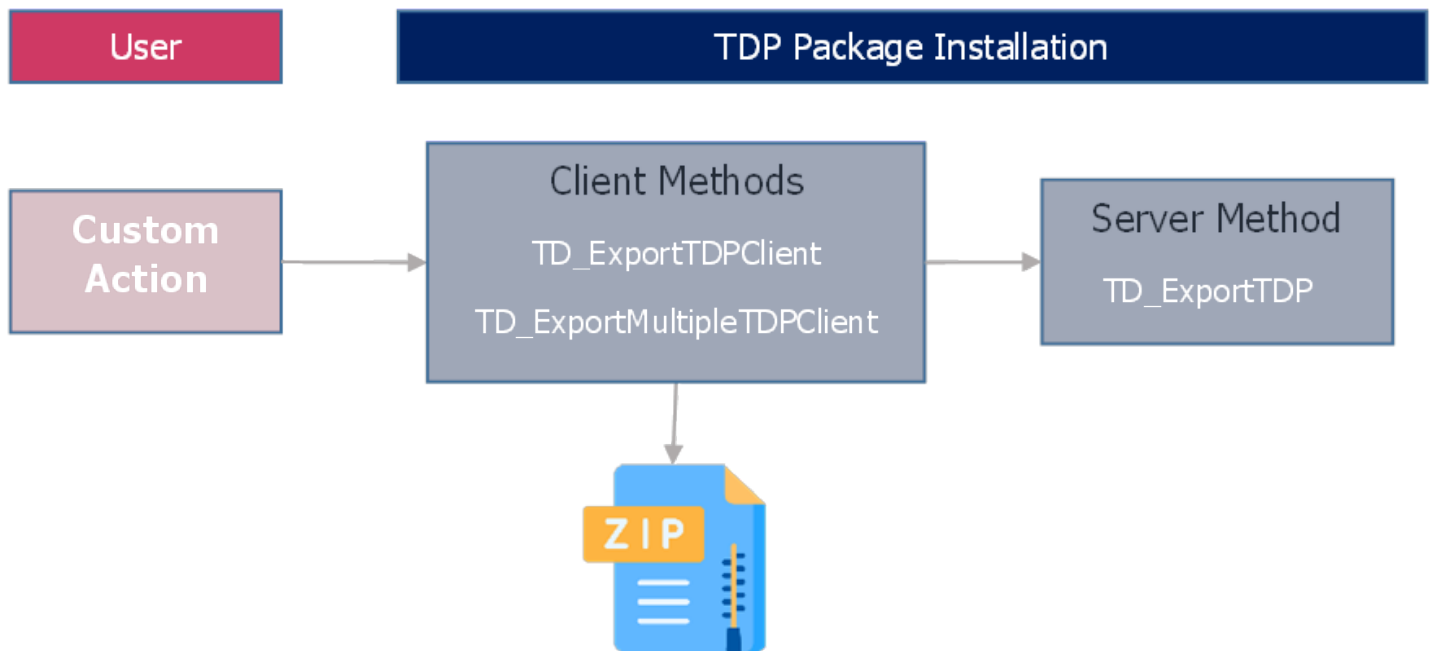 User
TDP Package Installation
Custom
Action
Client Methods
TD_ExportTDPClient
TD_ExportMultipleTDPClient
Server Method
TD_ExportTDP
ZIP